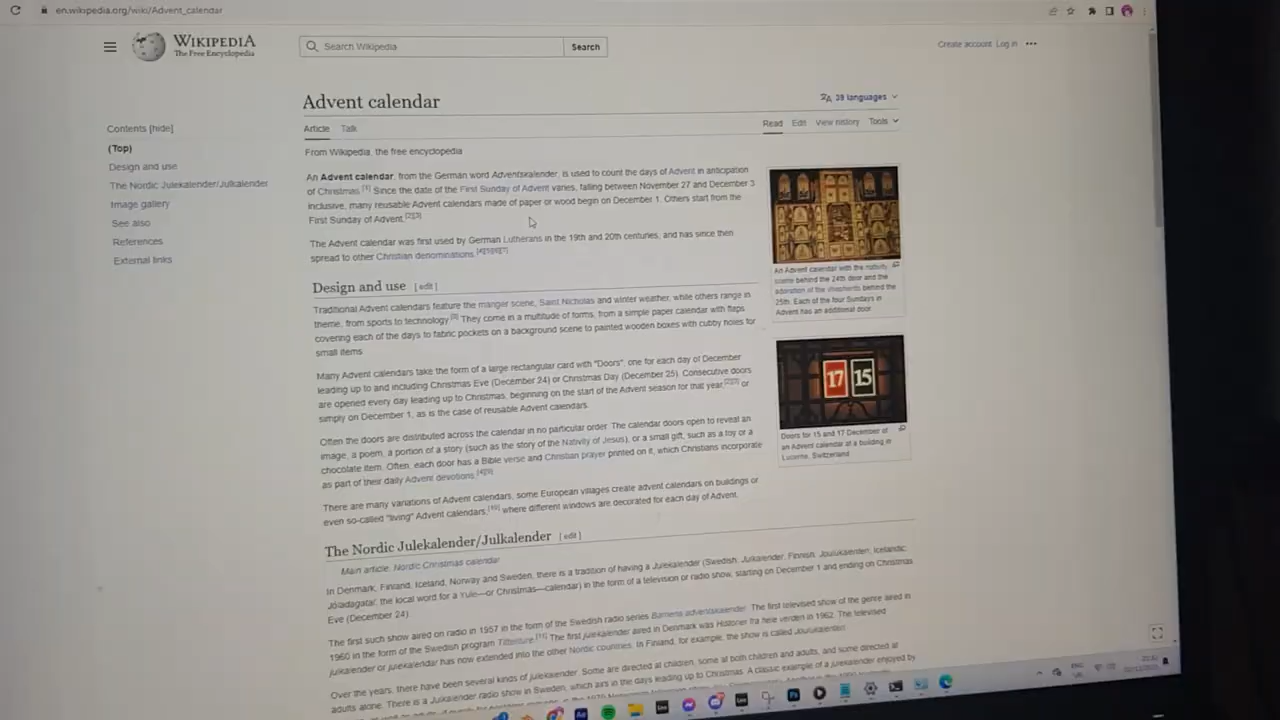 en.wikipedia.org/wiki/Advent_calendar
WIKIPEDIA
The Free Encyclopedia
Search Wikipedia
Search
Create account Log in
Advent calendar
39 languages
Article Talk
Read Edit View history Tools
From Wikipedia, the free encyclopedia
Contents [hide]
(Top)
Design and use
The Nordic Julekalender/Julkalender
Image gallery
See also
References
External links
An Advent calendar, from the German word Adventskalender, is used to count the days of Advent in anticipation
of Christmas.[1] Since the date of the First Sunday of Advent varies, falling between November 27 and December 3
inclusive, many reusable Advent calendars made of paper or wood begin on December 1. Others start from the
First Sunday of Advent.[2][3]
The Advent calendar was first used by German Lutherans in the 19th and 20th centuries, and has since then
spread to other Christian denominations.[4][5][6][7]
An Advent calendar with the nativity
scene behind the 24th door and the
adoration of the shepherds behind the
25th. Each of the four Sundays in
Advent has an additional door
Design and use [edit]
Traditional Advent calendars feature the manger scene, Saint Nicholas and winter weather, while others range in
theme, from sports to technology.[8] They come in a multitude of forms, from a simple paper calendar with flaps
covering each of the days to fabric pockets on a background scene to painted wooden boxes with cubby holes for
small items.
Many Advent calendars take the form of a large rectangular card with "Doors", one for each day of December
leading up to and including Christmas Eve (December 24) or Christmas Day (December 25). Consecutive doors
are opened every day leading up to Christmas, beginning on the start of the Advent season for that year,[2][3] or
simply on December 1, as is the case of reusable Advent calendars.
Often the doors are distributed across the calendar in no particular order. The calendar doors open to reveal an
image, a poem, a portion of a story (such as the story of the Nativity of Jesus), or a small gift, such as a toy or a
chocolate item. Often, each door has a Bible verse and Christian prayer printed on it, which Christians incorporate
as part of their daily Advent devotions.[4][9]
There are many variations of Advent calendars, some European villages create advent calendars on buildings or
even so-called "living" Advent calendars,[10] where different windows are decorated for each day of Advent.
17 15
Doors for 15 and 17 December of
an Advent calendar at a building in
Lucerne, Switzerland
The Nordic Julekalender/Julkalender [edit]
Main article: Nordic Christmas calendar
In Denmark, Finland, Iceland, Norway and Sweden, there is a tradition of having a Julekalender (Swedish: Julkalender, Finnish: Joulukalenteri, Icelandic:
Jóladagatal; the local word for a Yule—or Christmas—calendar) in the form of a television or radio show, starting on December 1 and ending on Christmas
Eve (December 24).
The first such show aired on radio in 1957 in the form of the Swedish radio series Barnens adventskalender. The first televised show of the genre aired in
1960 in the form of the Swedish program Titteliture.[11] The first julekalender aired in Denmark was Historier fra hele verden in 1962. The televised
julkalender or julekalender has now extended into the other Nordic countries. In Finland, for example, the show is called Joulukalenteri.
Over the years, there have been several kinds of julekalender. Some are directed at children, some at both children and adults, and some directed at
adults alone. There is a Julekalender radio show in Sweden, which airs in the days leading up to Christmas. A classic example of a julekalender enjoyed by